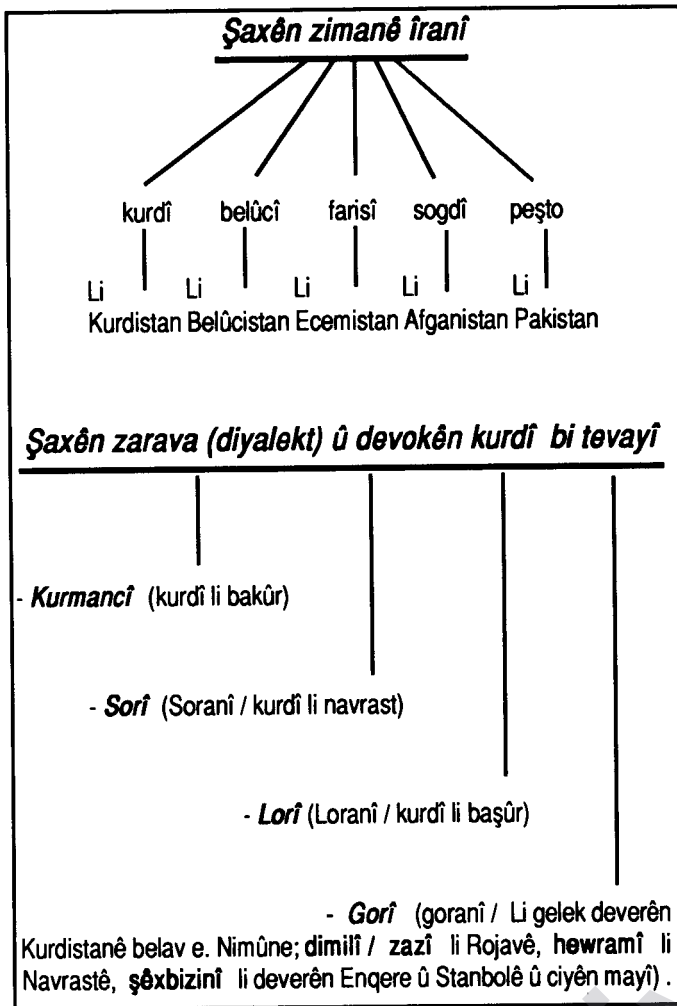 Şaxên zimanê îranî
kurdî belûcî farisî sogdî peşto
Li Li Li Li Li
Kurdistan Belûcistan Ecemistan Afganistan Pakistan
Şaxên zarava (diyalekt) û devokên kurdî bi tevayî
- Kurmancî (kurdî li bakûr)
- Sorî (Soranî / kurdî li navrast)
- Lorî (Loranî / kurdî li başûr)
- Gorî (goranî / Li gelek deverên
Kurdistanê belav e. Nimûne; dimilî / zazî li Rojavê, hewramî li
Navrastê, şêxbizinî li deverên Enqere û Stanbolê û ciyên mayî) .